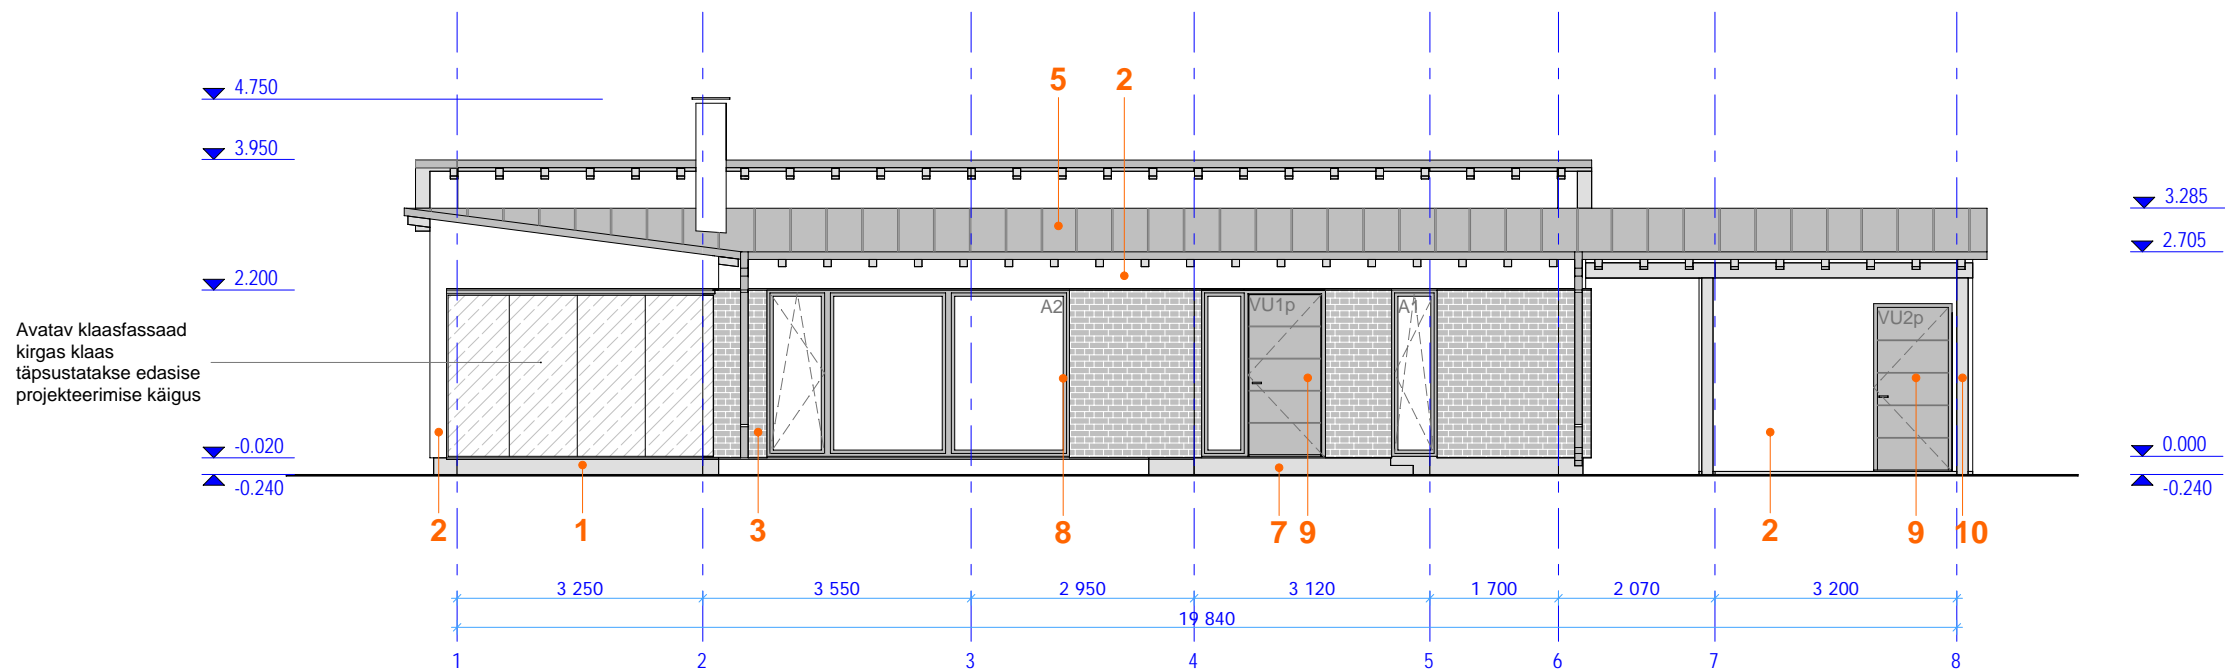 5 2
4.750
3.950
3.285
2.705
2.200
A2
VU1p
A1
VU2p
Avatav klaasfassaad
kirgas klaas
täpsustatakse edasise
projekteerimise käigus
-0.020
0.000
-0.240
-0.240
2 1 3 8 7 9 2 9 10
3 250 3 550 2 950 3 120 1 700 2 070 3 200
19 840
1 2 3 4 5 6 7 8